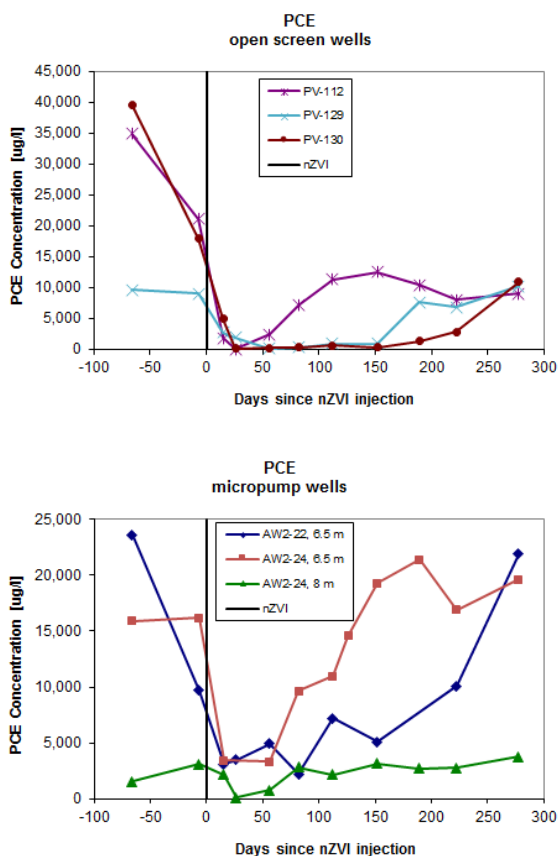 PCE
open screen wells
45,000
40,000
35,000
30,000
25,000
20,000
15,000
10,000
5,000
0
PCE Concentration [ug/l]
PV-112
PV-129
PV-130
nZVI
-100 -50 0 50 100 150 200 250 300
Days since nZVI injection
PCE
micropump wells
25,000
20,000
15,000
10,000
5,000
0
PCE Concentration [ug/l]
AW2-22, 6.5 m
AW2-24, 6.5 m
AW2-24, 8 m
nZVI
-100 -50 0 50 100 150 200 250 300
Days since nZVI injection